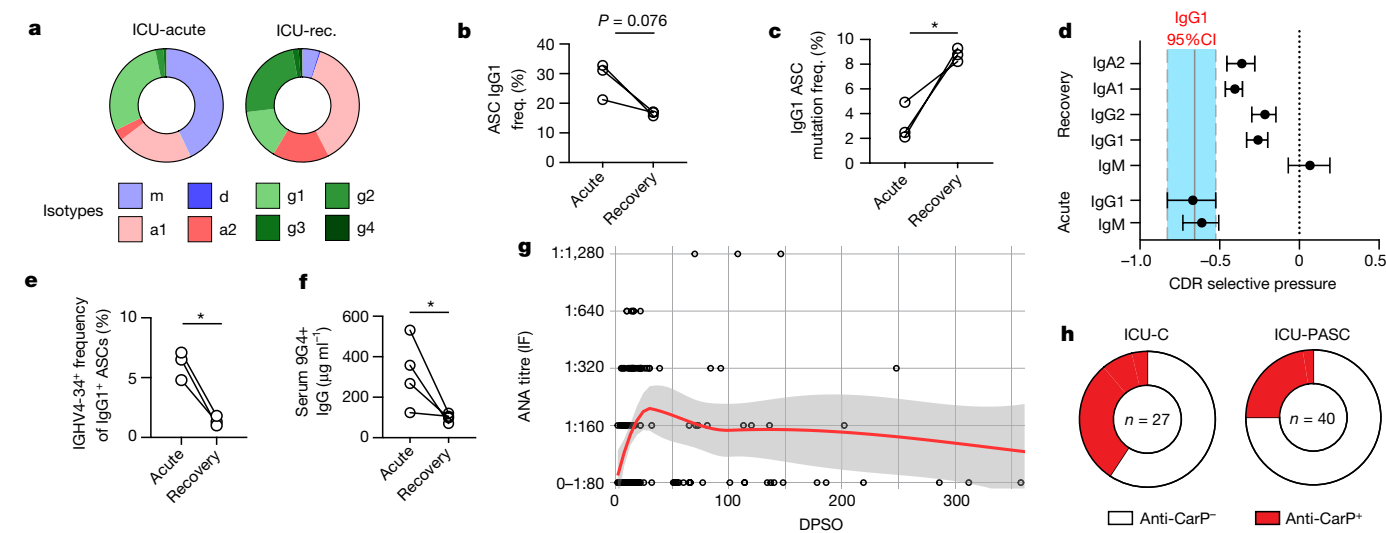 a
ICU-acute
ICU-rec.
Isotypes
m
d
g1
g2
a1
a2
g3
g4
b
P = 0.076
ASC IgG1
freq. (%)
40
30
20
10
0
Acute
Recovery
c
*
IgG1 ASC
mutation freq. (%)
10
8
6
4
2
0
Acute
Recovery
d
IgG1
95%CI
Recovery
IgA2
IgA1
IgG2
IgG1
IgM
Acute
IgG1
IgM
−1.0
−0.5
0
0.5
CDR selective pressure
e
*
IGHV4-34⁺ frequency
of IgG1⁺ ASCs (%)
10
5
0
Acute
Recovery
f
*
Serum 9G4+
IgG (μg ml⁻¹)
600
400
200
0
Acute
Recovery
g
ANA titre (IF)
1:1,280
1:640
1:320
1:160
0–1:80
0
100
200
300
DPSO
h
ICU-C
ICU-PASC
n = 27
n = 40
Anti-CarP⁻
Anti-CarP⁺